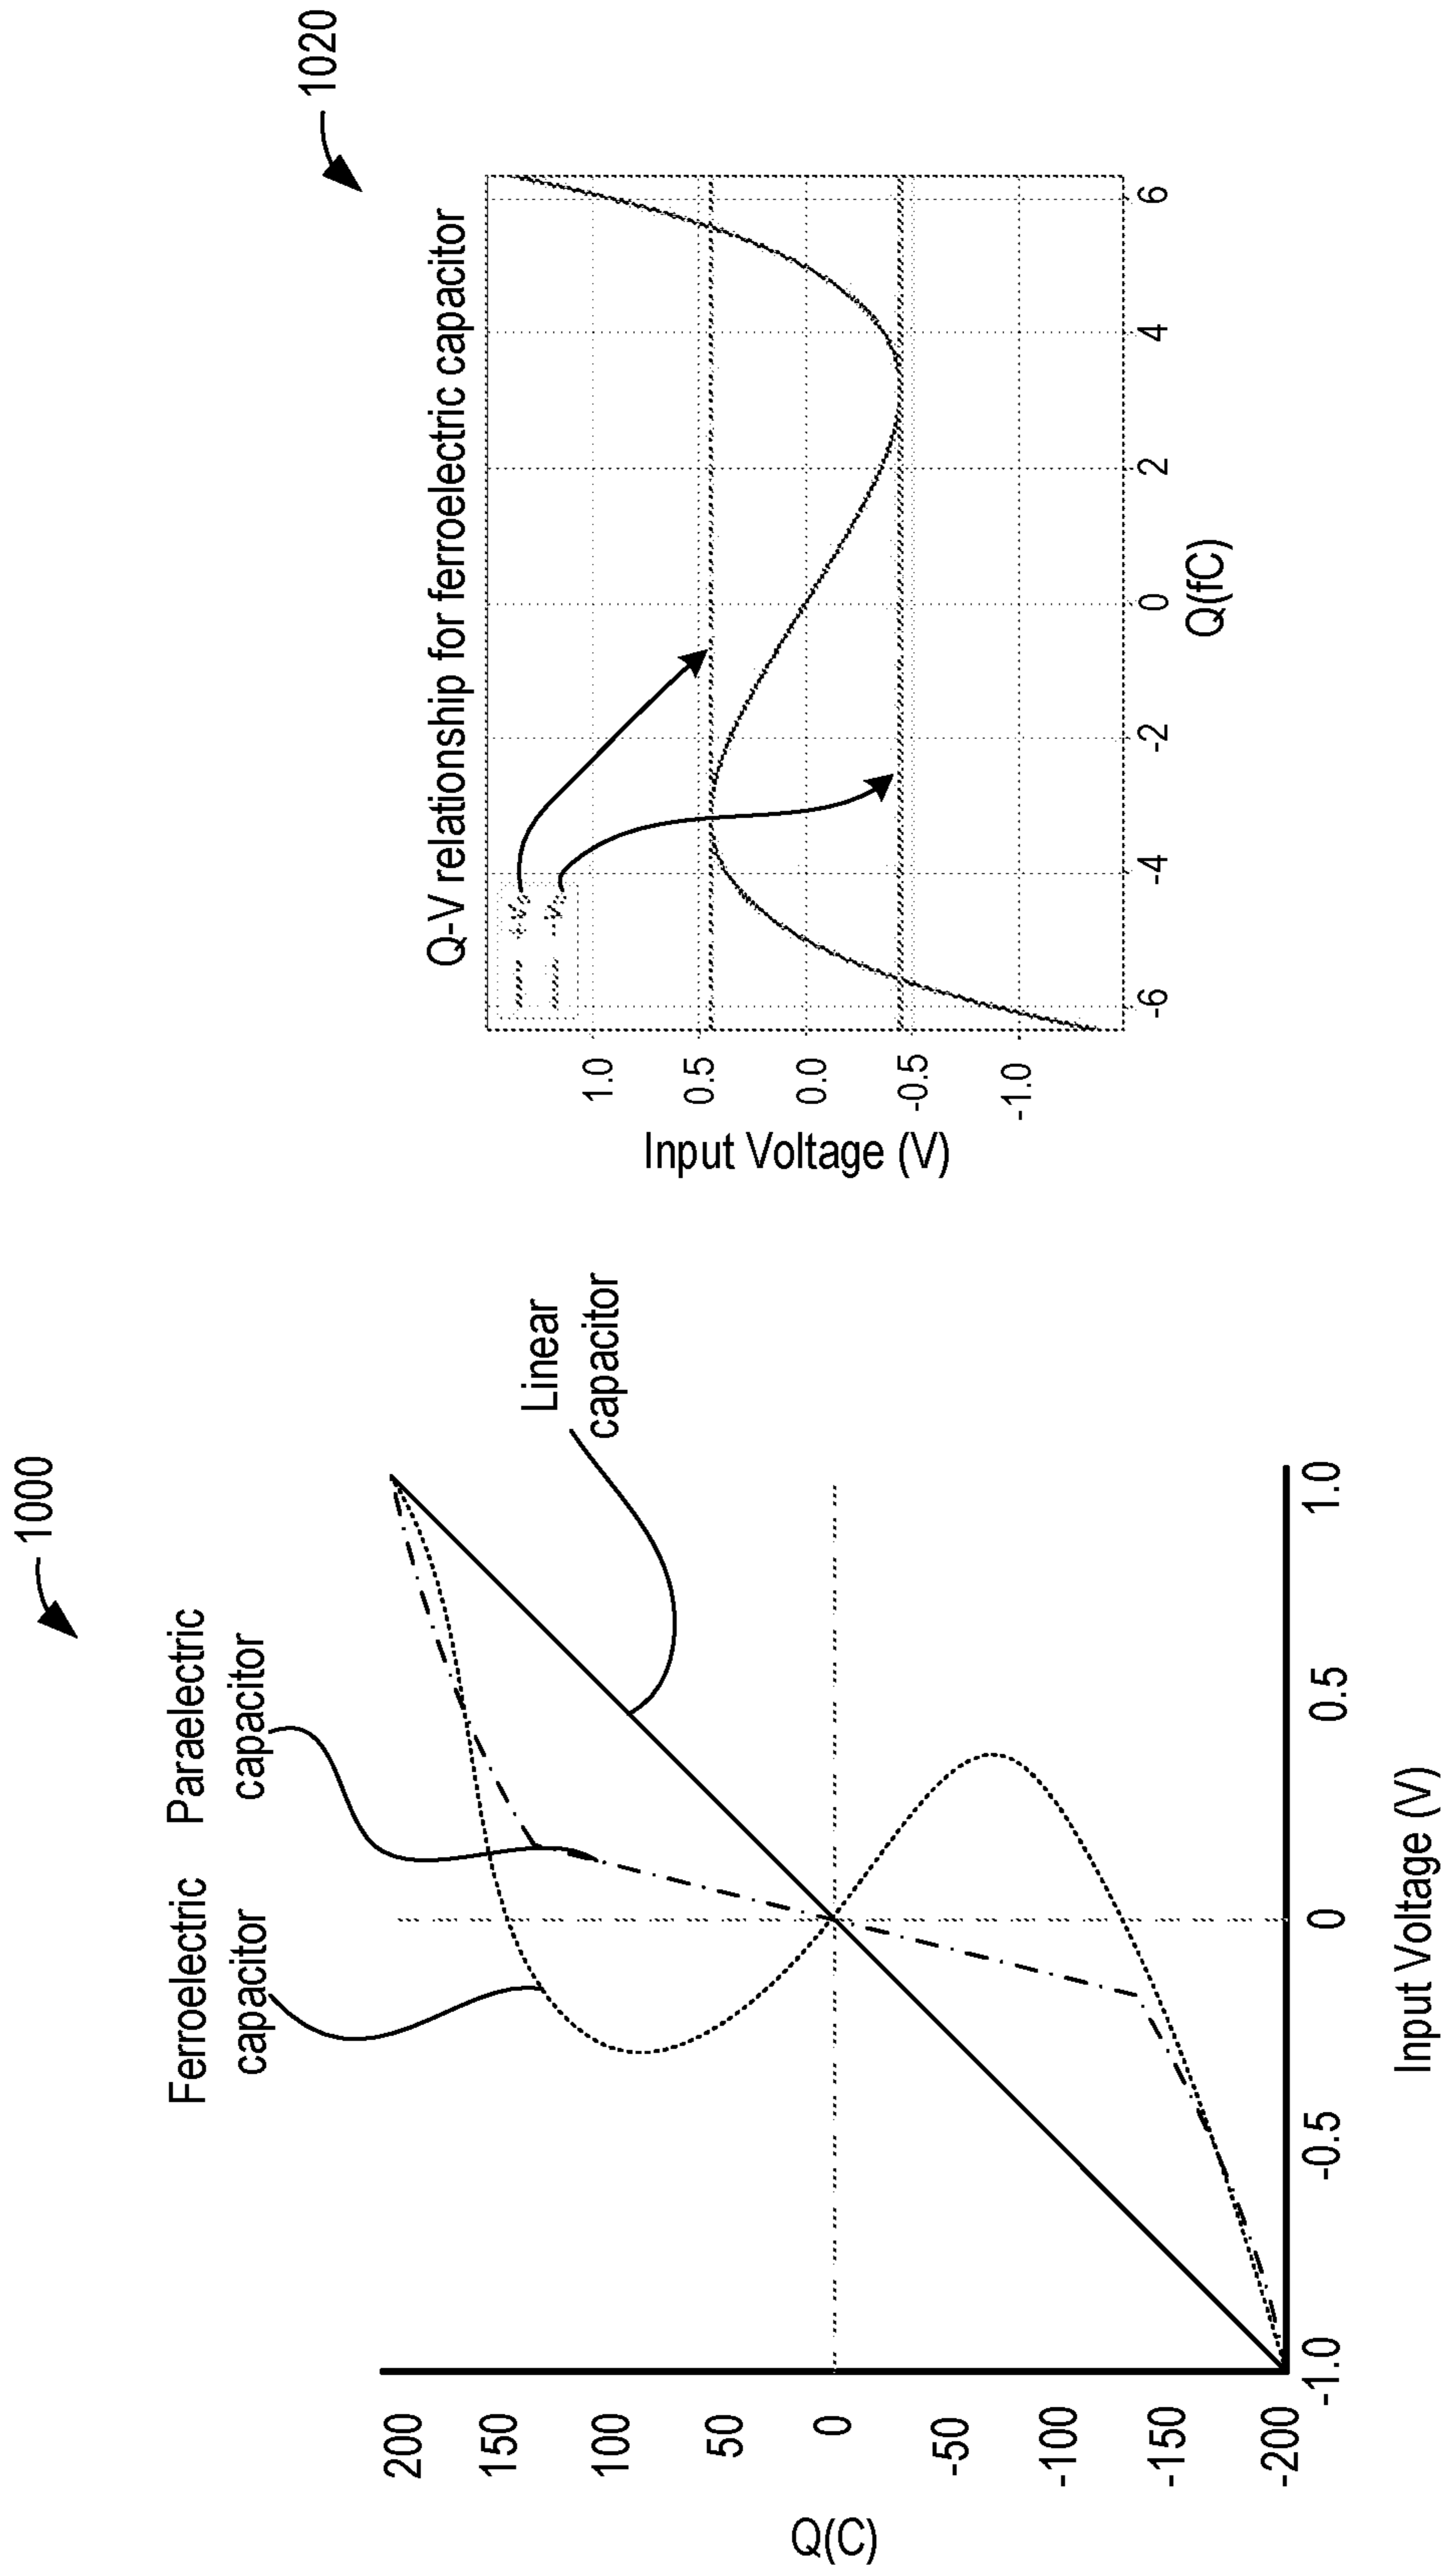 1000
Ferroelectric
capacitor
Paraelectric
capacitor
Linear
capacitor
Q(C)
200
150
100
50
0
-50
-100
-150
-200
-1.0
-0.5
0
0.5
1.0
Input Voltage (V)
1020
Q-V relationship for ferroelectric capacitor
Input Voltage (V)
1.0
0.5
0.0
-0.5
-1.0
-6
-4
-2
0
2
4
6
Q(fC)